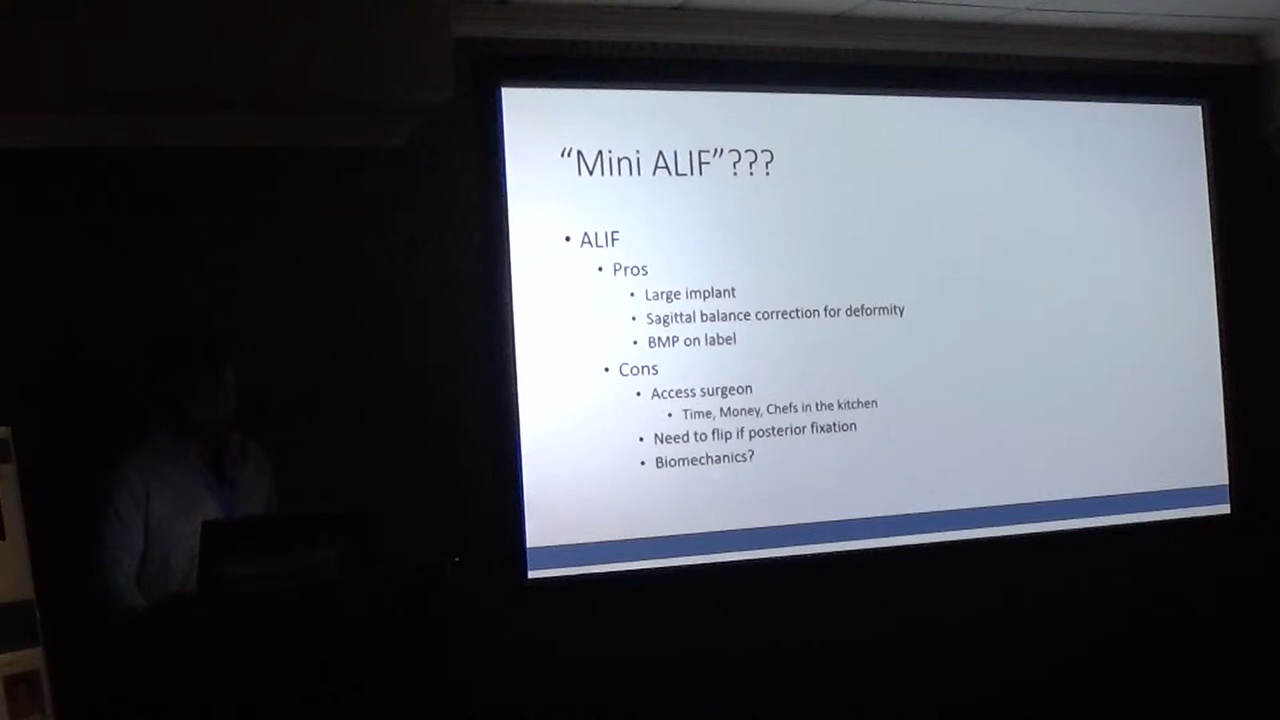 “Mini ALIF”???
• ALIF
• Pros
• Large implant
• Sagittal balance correction for deformity
• BMP on label
• Cons
• Access surgeon
• Time, Money, Chefs in the kitchen
• Need to flip if posterior fixation
• Biomechanics?